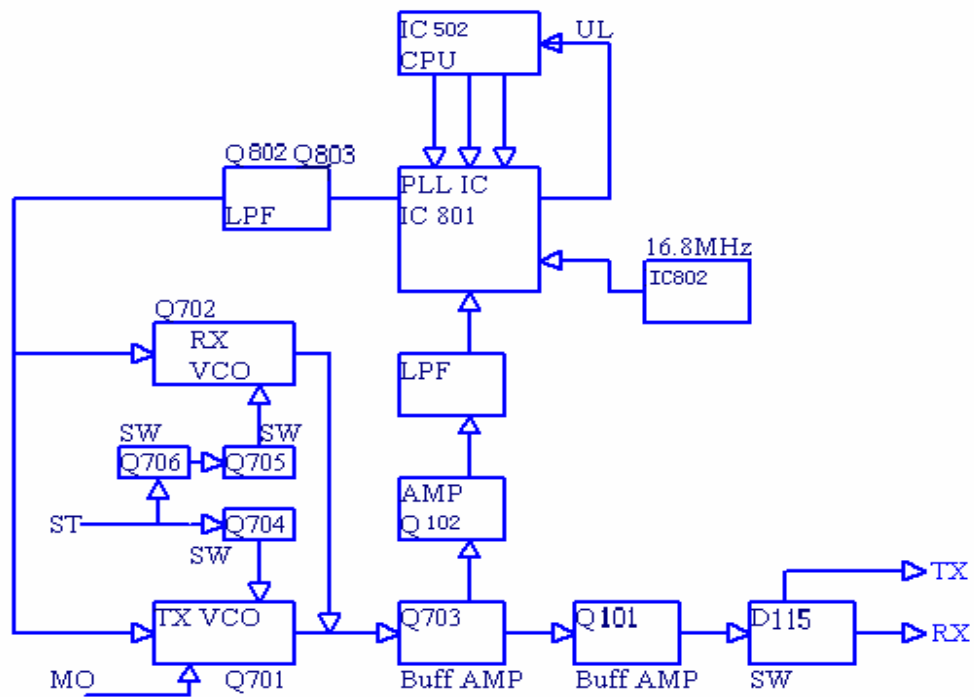 IC 502
CPU
UL
Q802 Q803
LPF
PLL IC
IC 801
16.8MHz
IC802
Q702
RX
VCO
LPF
SW
SW
Q706
Q705
AMP
Q 102
ST
Q704
SW
TX
TX VCO
Q703
Q101
D115
RX
MO
Q701
Buff AMP
Buff AMP
SW